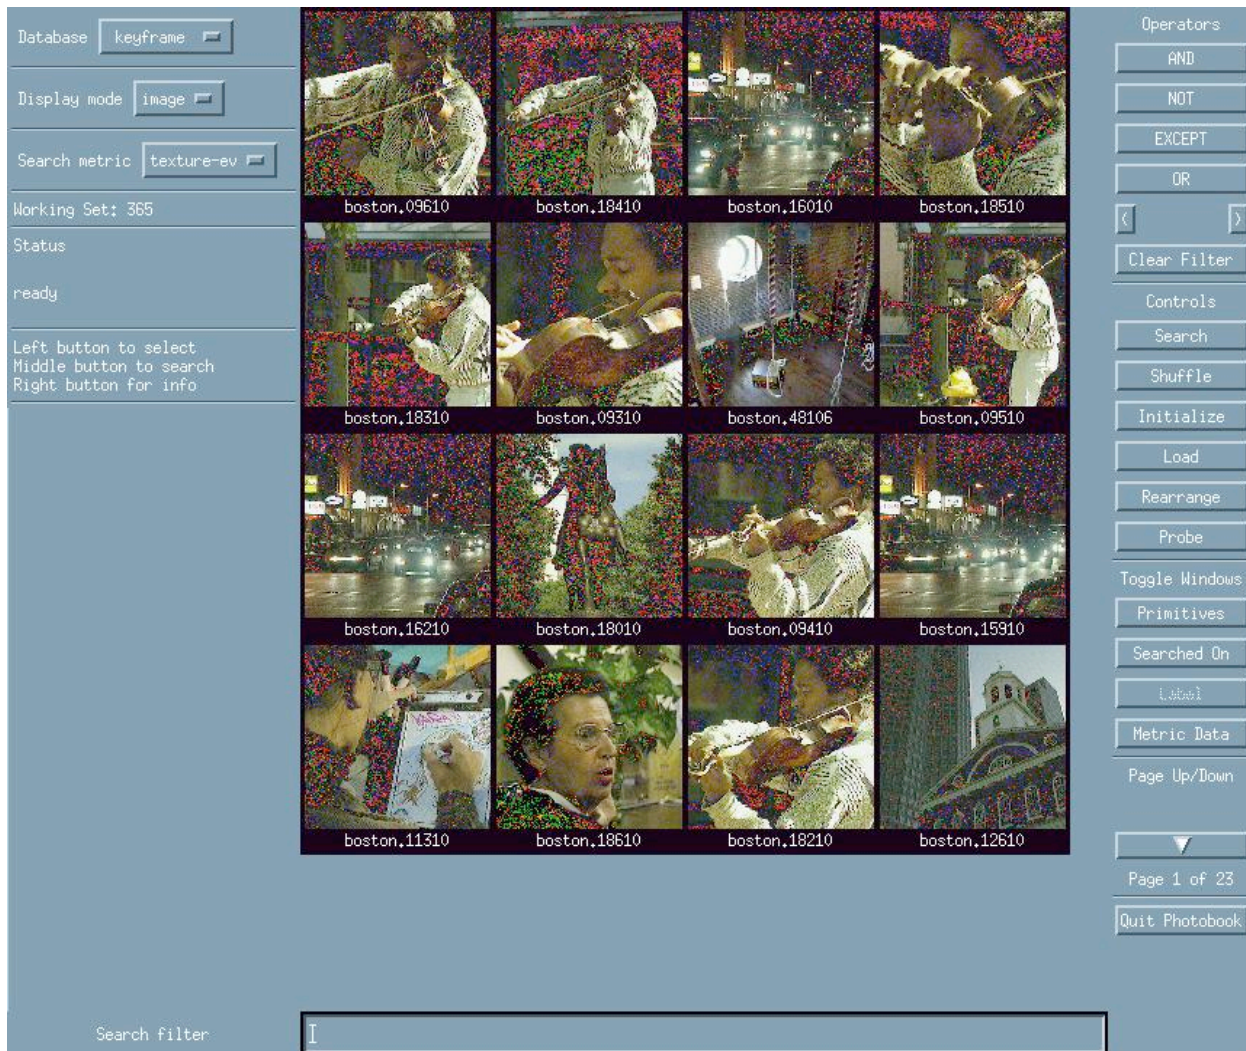 Database keyframe
Display mode image
Search metric texture-ev
Working Set: 365
Status
ready
Left button to select
Middle button to search
Right button for info
boston.09610 boston.18410 boston.16010 boston.18510
boston.18310 boston.09310 boston.48106 boston.09510
boston.16210 boston.18010 boston.09410 boston.15910
boston.11310 boston.18610 boston.18210 boston.12610
Operators
AND
NOT
EXCEPT
OR
< >
Clear Filter
Controls
Search
Shuffle
Initialize
Load
Rearrange
Probe
Toggle Windows
Primitives
Searched On
Label
Metric Data
Page Up/Down
Page 1 of 23
Quit Photobook
Search filter